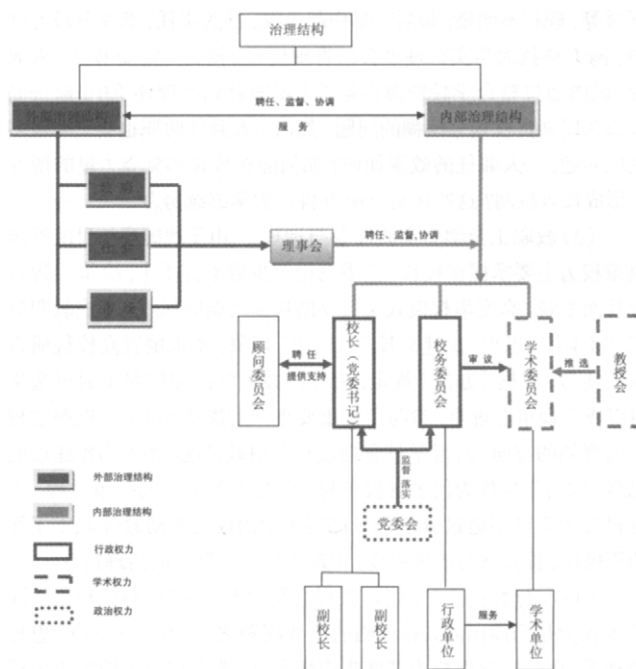 治理结构
外部治理结构
聘任、监督、协调
服务
内部治理结构
政府
社会
市场
理事会
聘任、监督、协调
顾问委员会
聘任
提供支持
校长（党委书记）
校务委员会
审议
学术委员会
推选
教授会
监督 落实
党委会
外部治理结构
内部治理结构
行政权力
学术权力
政治权力
副校长
副校长
行政单位
服务
学术单位